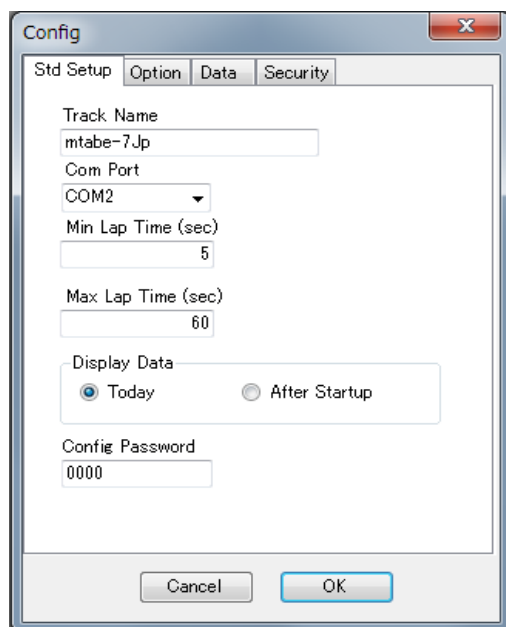 Config
Std Setup Option Data Security
Track Name
mtabe-7Jp
Com Port
COM2
Min Lap Time (sec)
5
Max Lap Time (sec)
60
Display Data
Today After Startup
Config Password
0000
Cancel OK